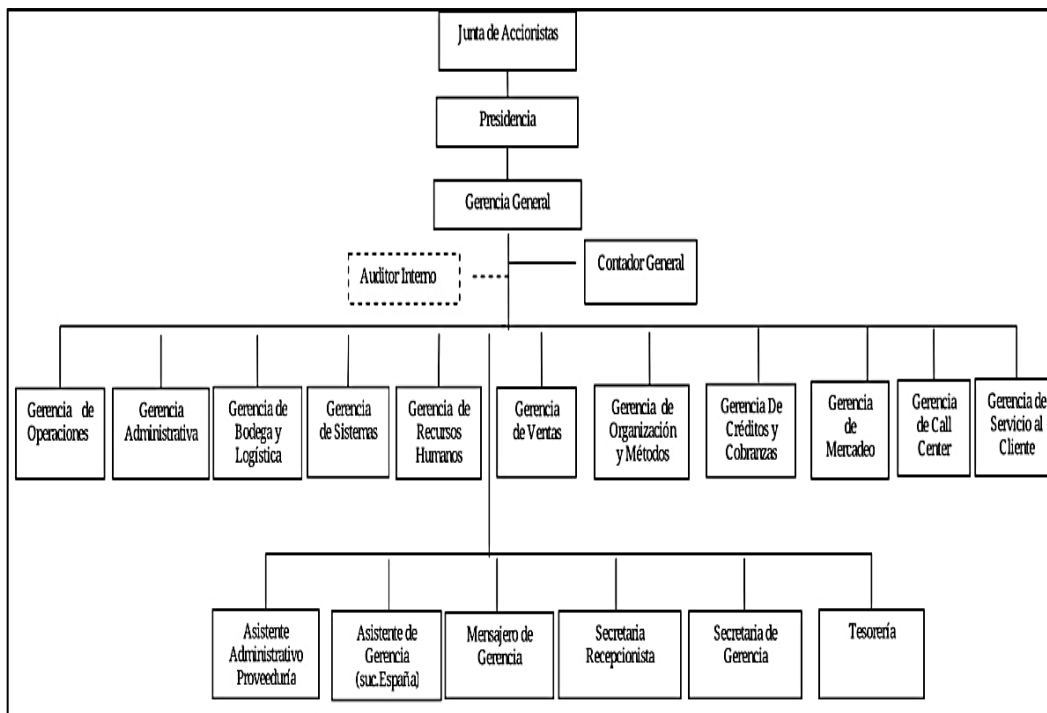 Junta de Accionistas
Presidencia
Gerencia General
Auditor Interno
Contador General
Gerencia de
Operaciones
Gerencia
Administrativa
Gerencia de
Bodega y
Logística
Gerencia
de Sistemas
Gerencia de
Recursos
Humanos
Gerencia
de Ventas
Gerencia de
Organización
y Métodos
Gerencia De
Créditos y
Cobranzas
Gerencia
de
Mercadeo
Gerencia
de Call
Center
Gerencia de
Servicio al
Cliente
Asistente
Administrativo
Proveeduría
Asistente de
Gerencia
(suc.España)
Mensajero de
Gerencia
Secretaria
Recepcionista
Secretaria de
Gerencia
Tesorería